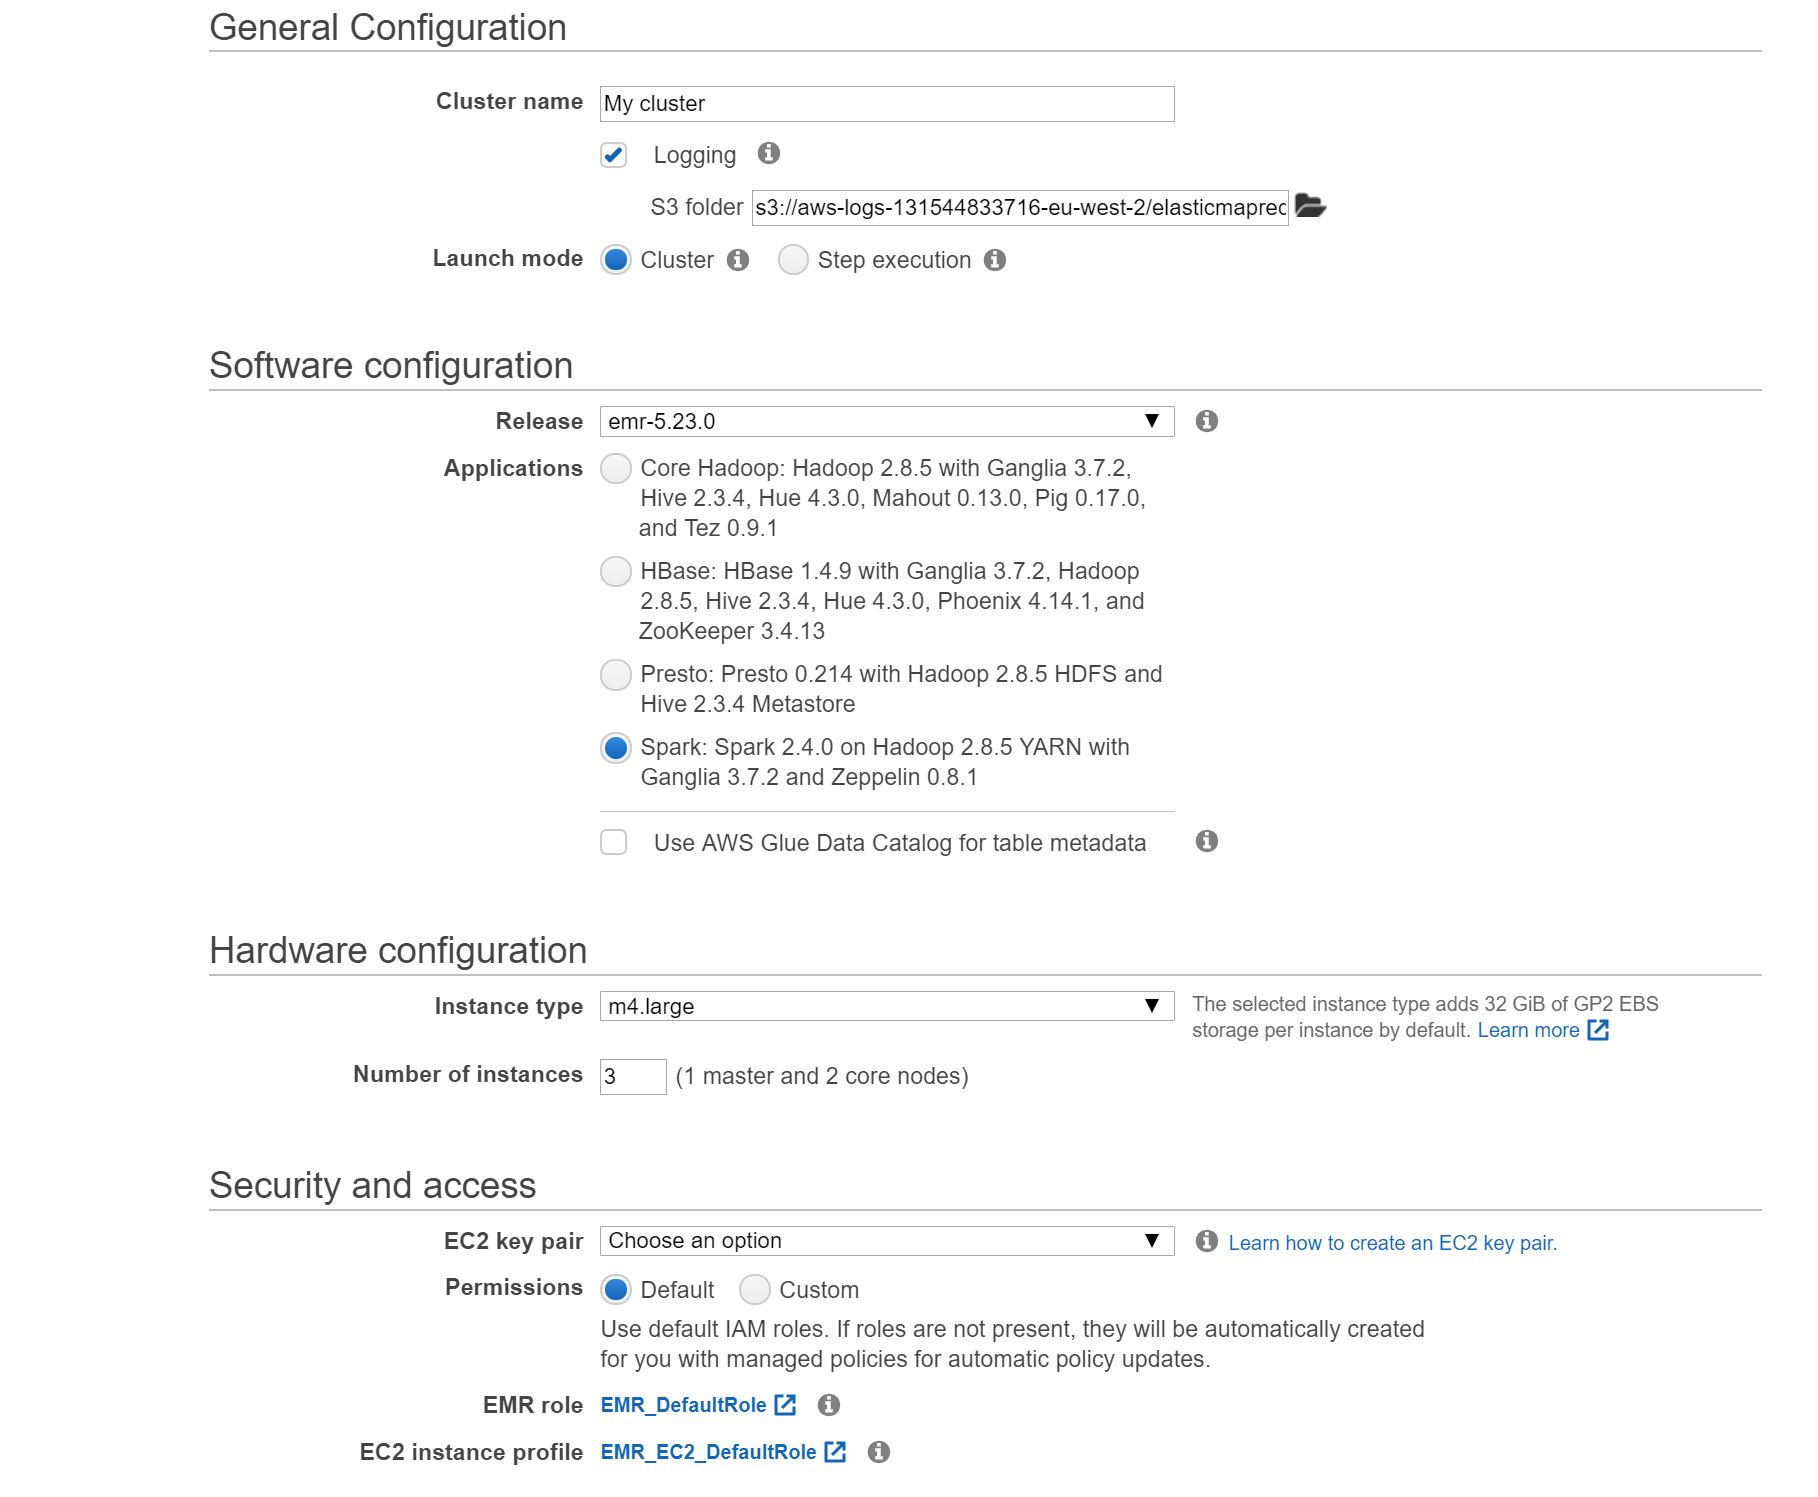 General Configuration
Cluster name My cluster
Logging
S3 folder s3://aws-logs-131544833716-eu-west-2/elasticmaprec
Launch mode Cluster Step execution
Software configuration
Release emr-5.23.0
Applications Core Hadoop: Hadoop 2.8.5 with Ganglia 3.7.2,
Hive 2.3.4, Hue 4.3.0, Mahout 0.13.0, Pig 0.17.0,
and Tez 0.9.1
HBase: HBase 1.4.9 with Ganglia 3.7.2, Hadoop
2.8.5, Hive 2.3.4, Hue 4.3.0, Phoenix 4.14.1, and
ZooKeeper 3.4.13
Presto: Presto 0.214 with Hadoop 2.8.5 HDFS and
Hive 2.3.4 Metastore
Spark: Spark 2.4.0 on Hadoop 2.8.5 YARN with
Ganglia 3.7.2 and Zeppelin 0.8.1
Use AWS Glue Data Catalog for table metadata
Hardware configuration
Instance type m4.large
The selected instance type adds 32 GiB of GP2 EBS
storage per instance by default. Learn more
Number of instances 3 (1 master and 2 core nodes)
Security and access
EC2 key pair Choose an option Learn how to create an EC2 key pair.
Permissions Default Custom
Use default IAM roles. If roles are not present, they will be automatically created
for you with managed policies for automatic policy updates.
EMR role EMR_DefaultRole
EC2 instance profile EMR_EC2_DefaultRole